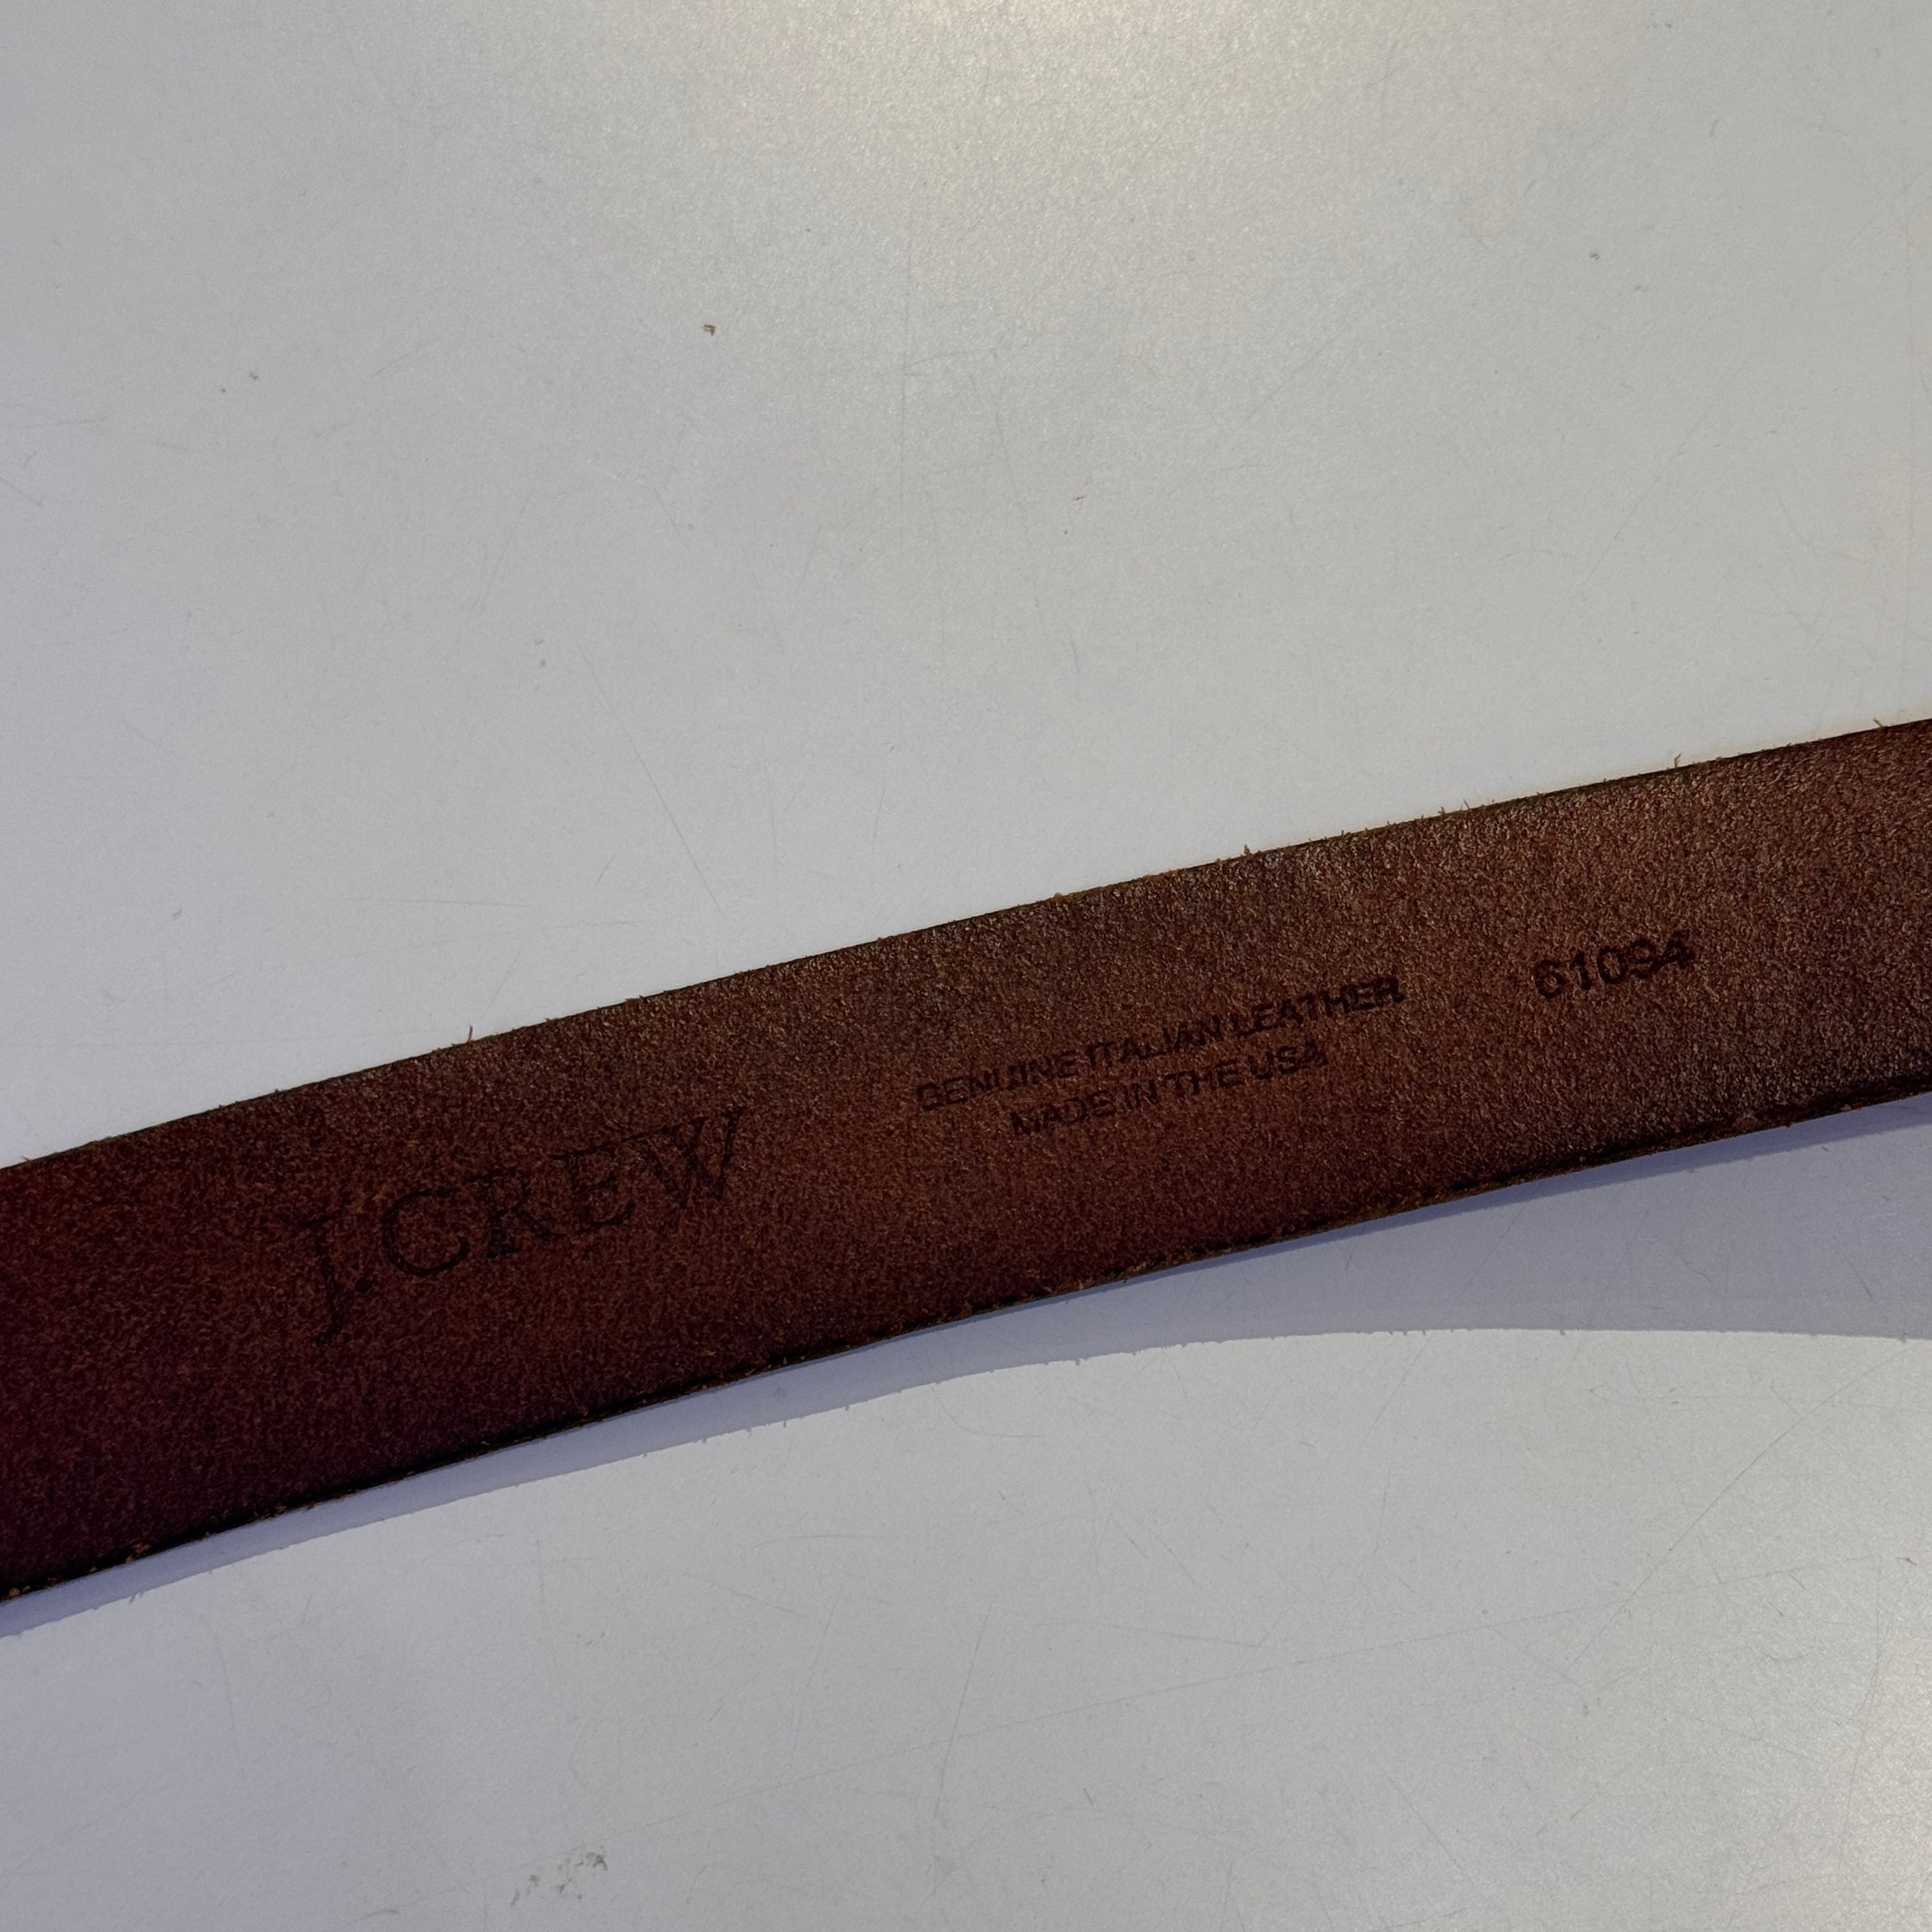 J.CREW
GENUINE ITALIAN LEATHER
MADE IN THE USA
61094